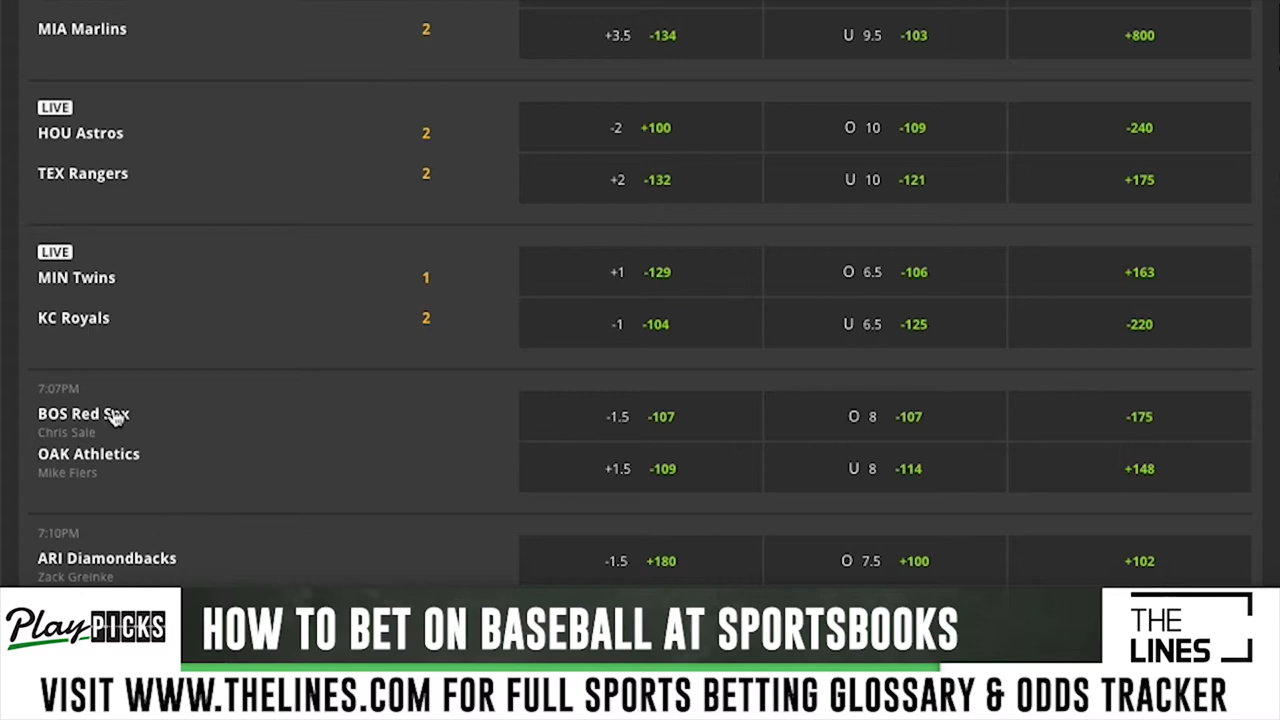 MIA Marlins 2 +3.5 -134 U 9.5 -103 +800
LIVE
HOU Astros 2 -2 +100 O 10 -109 -240
TEX Rangers 2 +2 -132 U 10 -121 +175
LIVE
MIN Twins 1 +1 -129 O 6.5 -106 +163
KC Royals 2 -1 -104 U 6.5 -125 -220
7:07PM
BOS Red Sox -1.5 -107 O 8 -107 -175
Chris Sale
OAK Athletics +1.5 -109 U 8 -114 +148
Mike Fiers
7:10PM
ARI Diamondbacks -1.5 +180 O 7.5 +100 +102
Zack Greinke
Play PICKS
HOW TO BET ON BASEBALL AT SPORTSBOOKS
THE
LINES
VISIT WWW.THELINES.COM FOR FULL SPORTS BETTING GLOSSARY & ODDS TRACKER